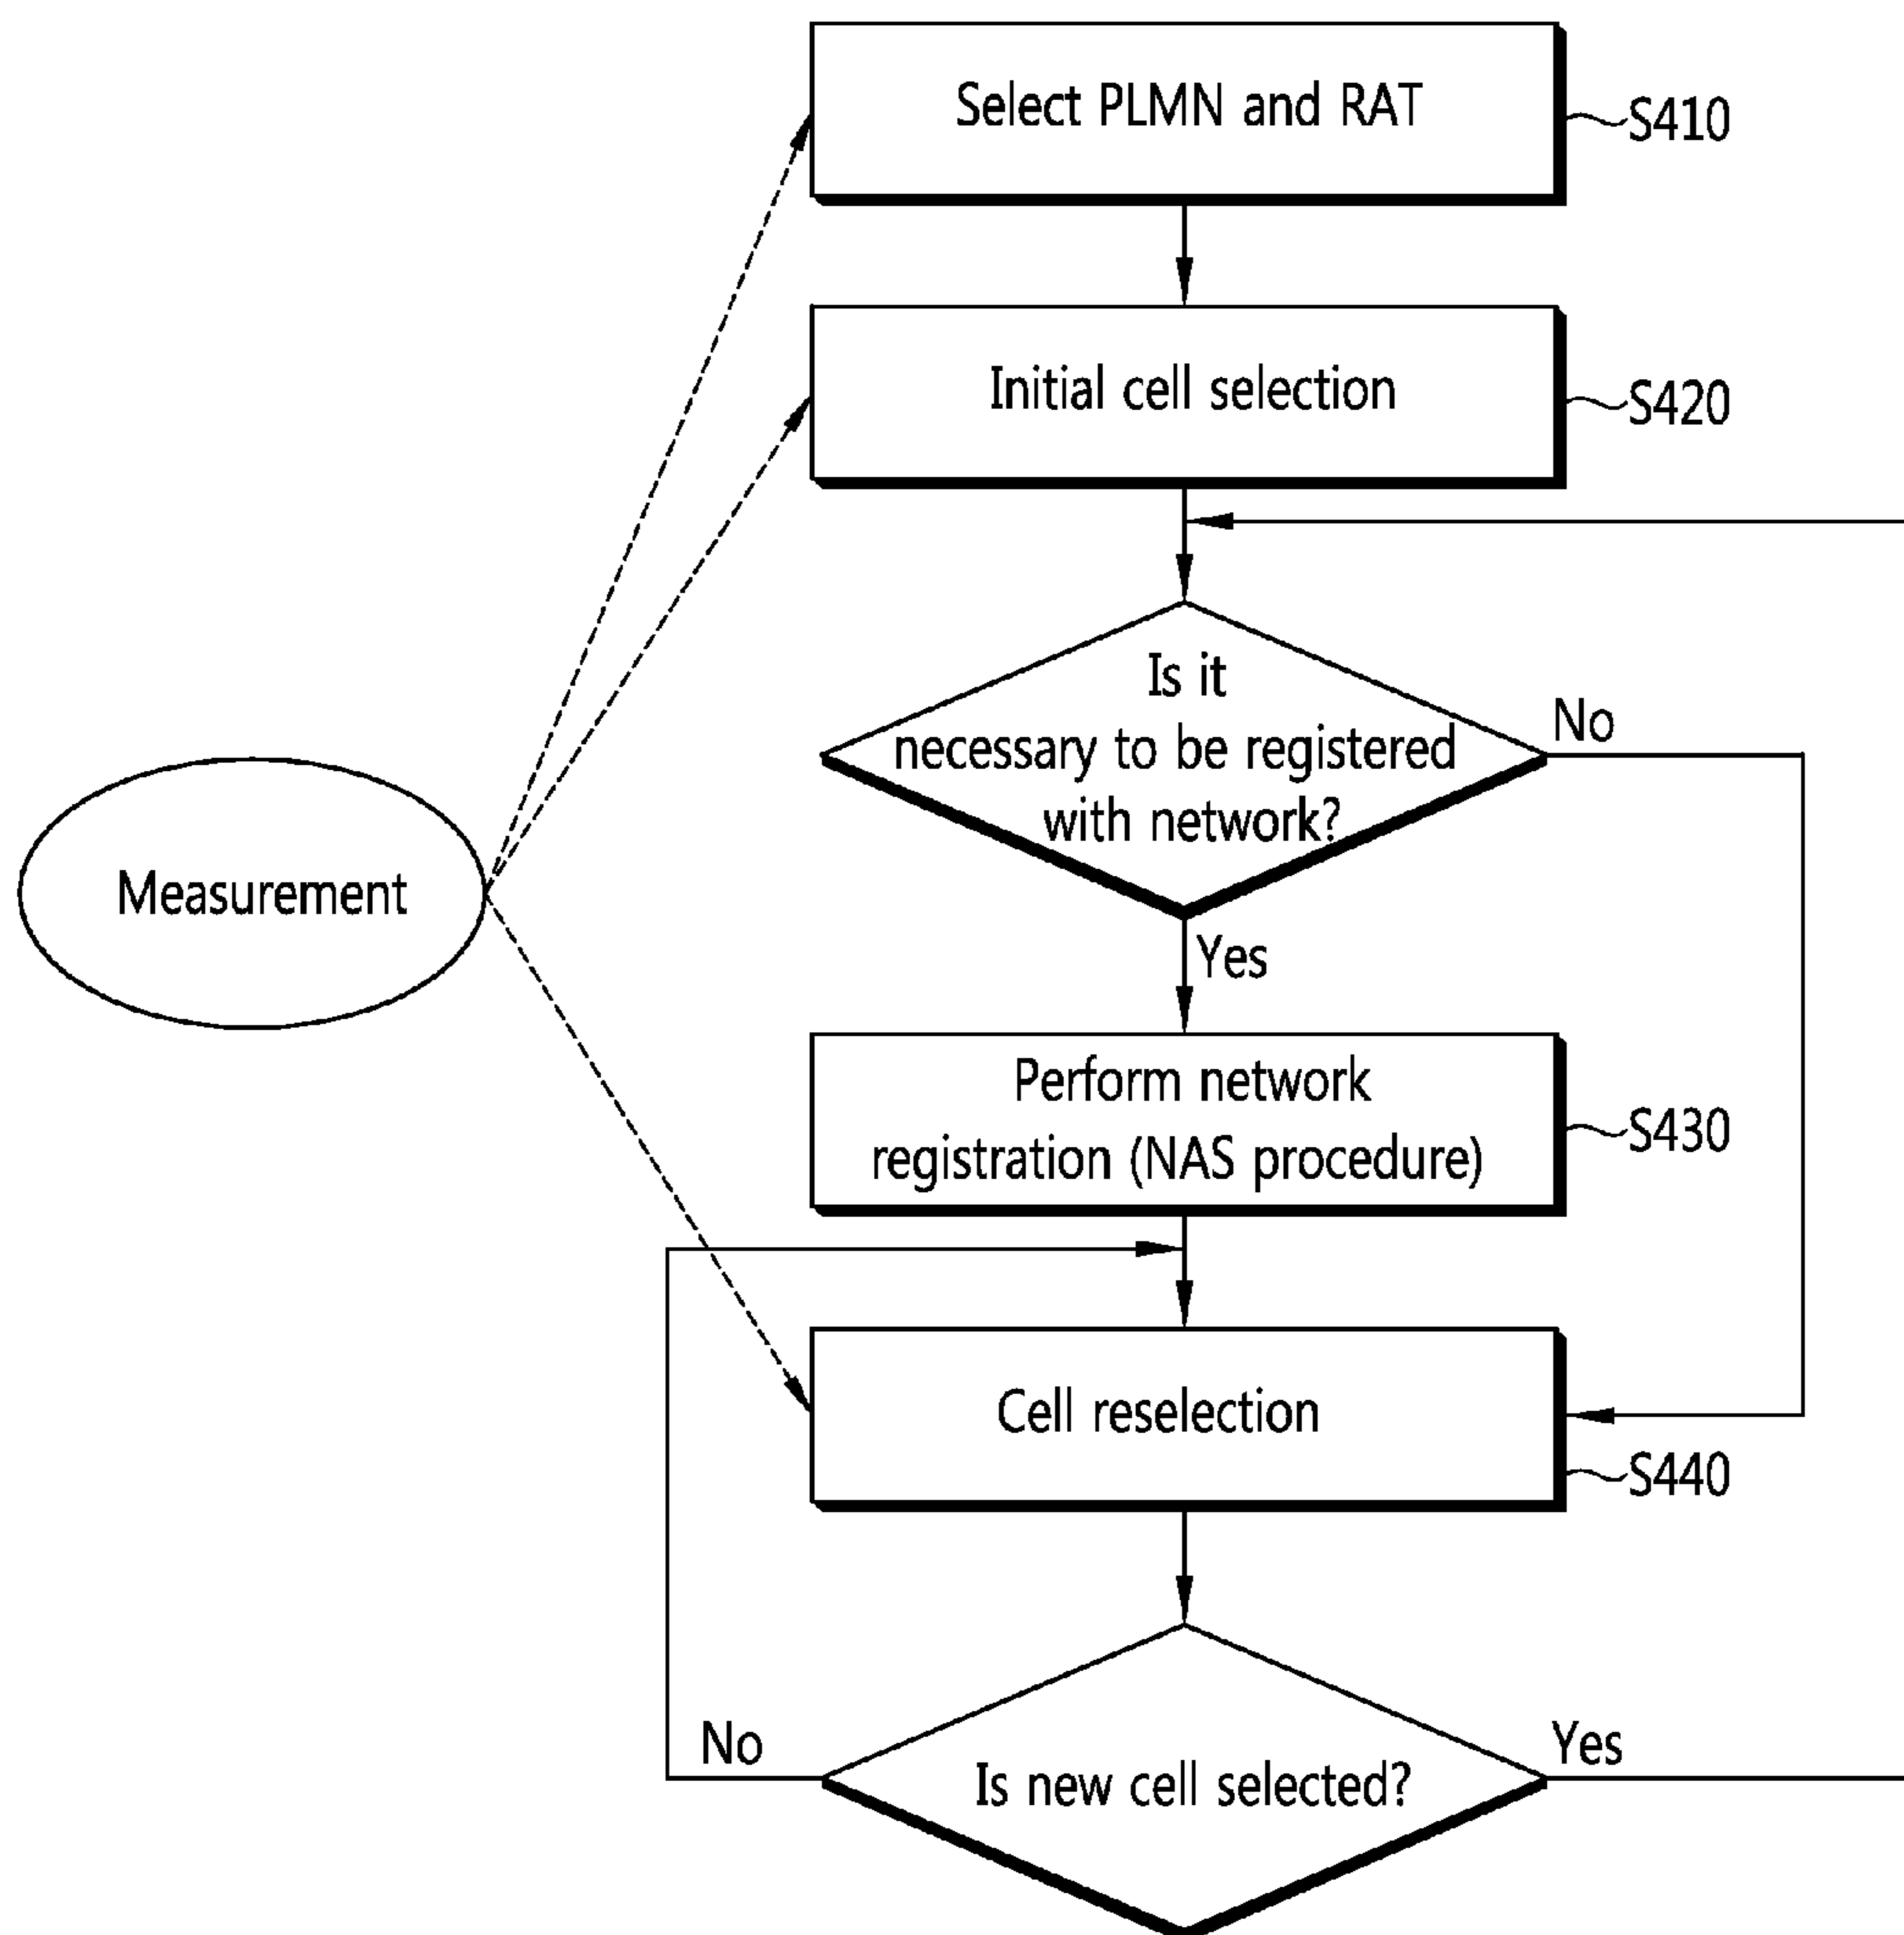 Select PLMN and RAT
S410
Initial cell selection
S420
Is it
necessary to be registered
with network?
No
Yes
Measurement
Perform network
registration (NAS procedure)
S430
Cell reselection
S440
No
Is new cell selected?
Yes